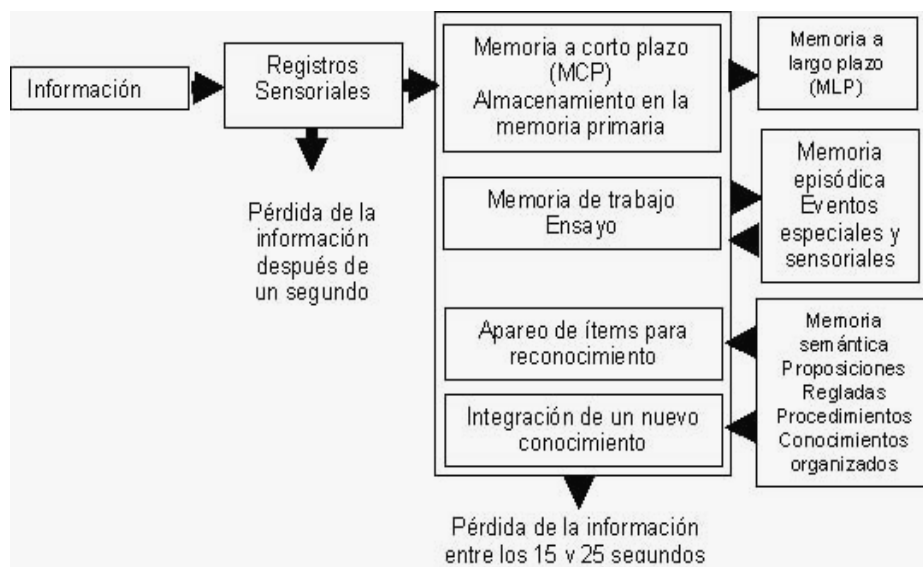 Información
Registros
Sensoriales
Pérdida de la
información
después de
un segundo
Memoria a corto plazo
(MCP)
Almacenamiento en la
memoria primaria
Memoria de trabajo
Ensayo
Apareo de ítems para
reconocimiento
Integración de un nuevo
conocimiento
Pérdida de la información
entre los 15 y 25 segundos
Memoria a
largo plazo
(MLP)
Memoria
episódica
Eventos
especiales y
sensoriales
Memoria
semántica
Proposiciones
Regladas
Procedimientos
Conocimientos
organizados